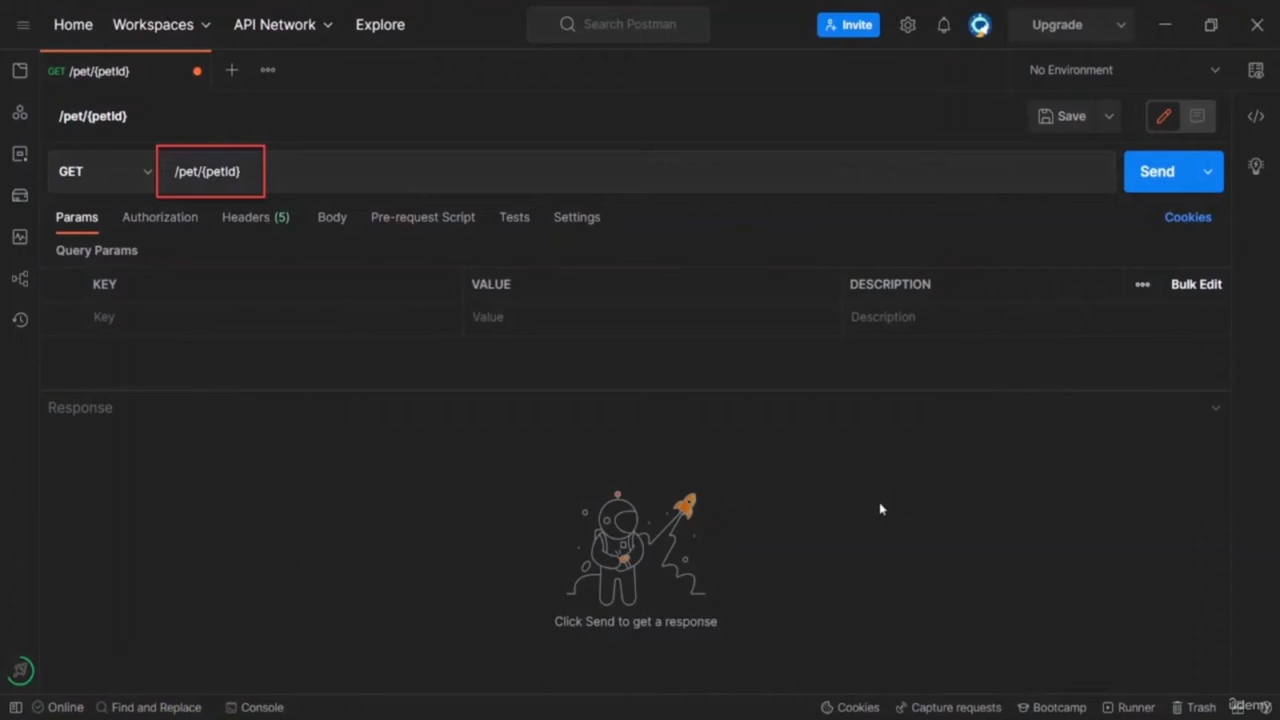 Home Workspaces API Network Explore Search Postman Invite Upgrade
GET /pet/{petId} No Environment
/pet/{petId} Save
GET /pet/{petId} Send
Params Authorization Headers (5) Body Pre-request Script Tests Settings Cookies
Query Params
KEY VALUE DESCRIPTION Bulk Edit
Key Value Description
Response
Click Send to get a response
Online Find and Replace Console Cookies Capture requests Bootcamp Runner Trash ûdemy